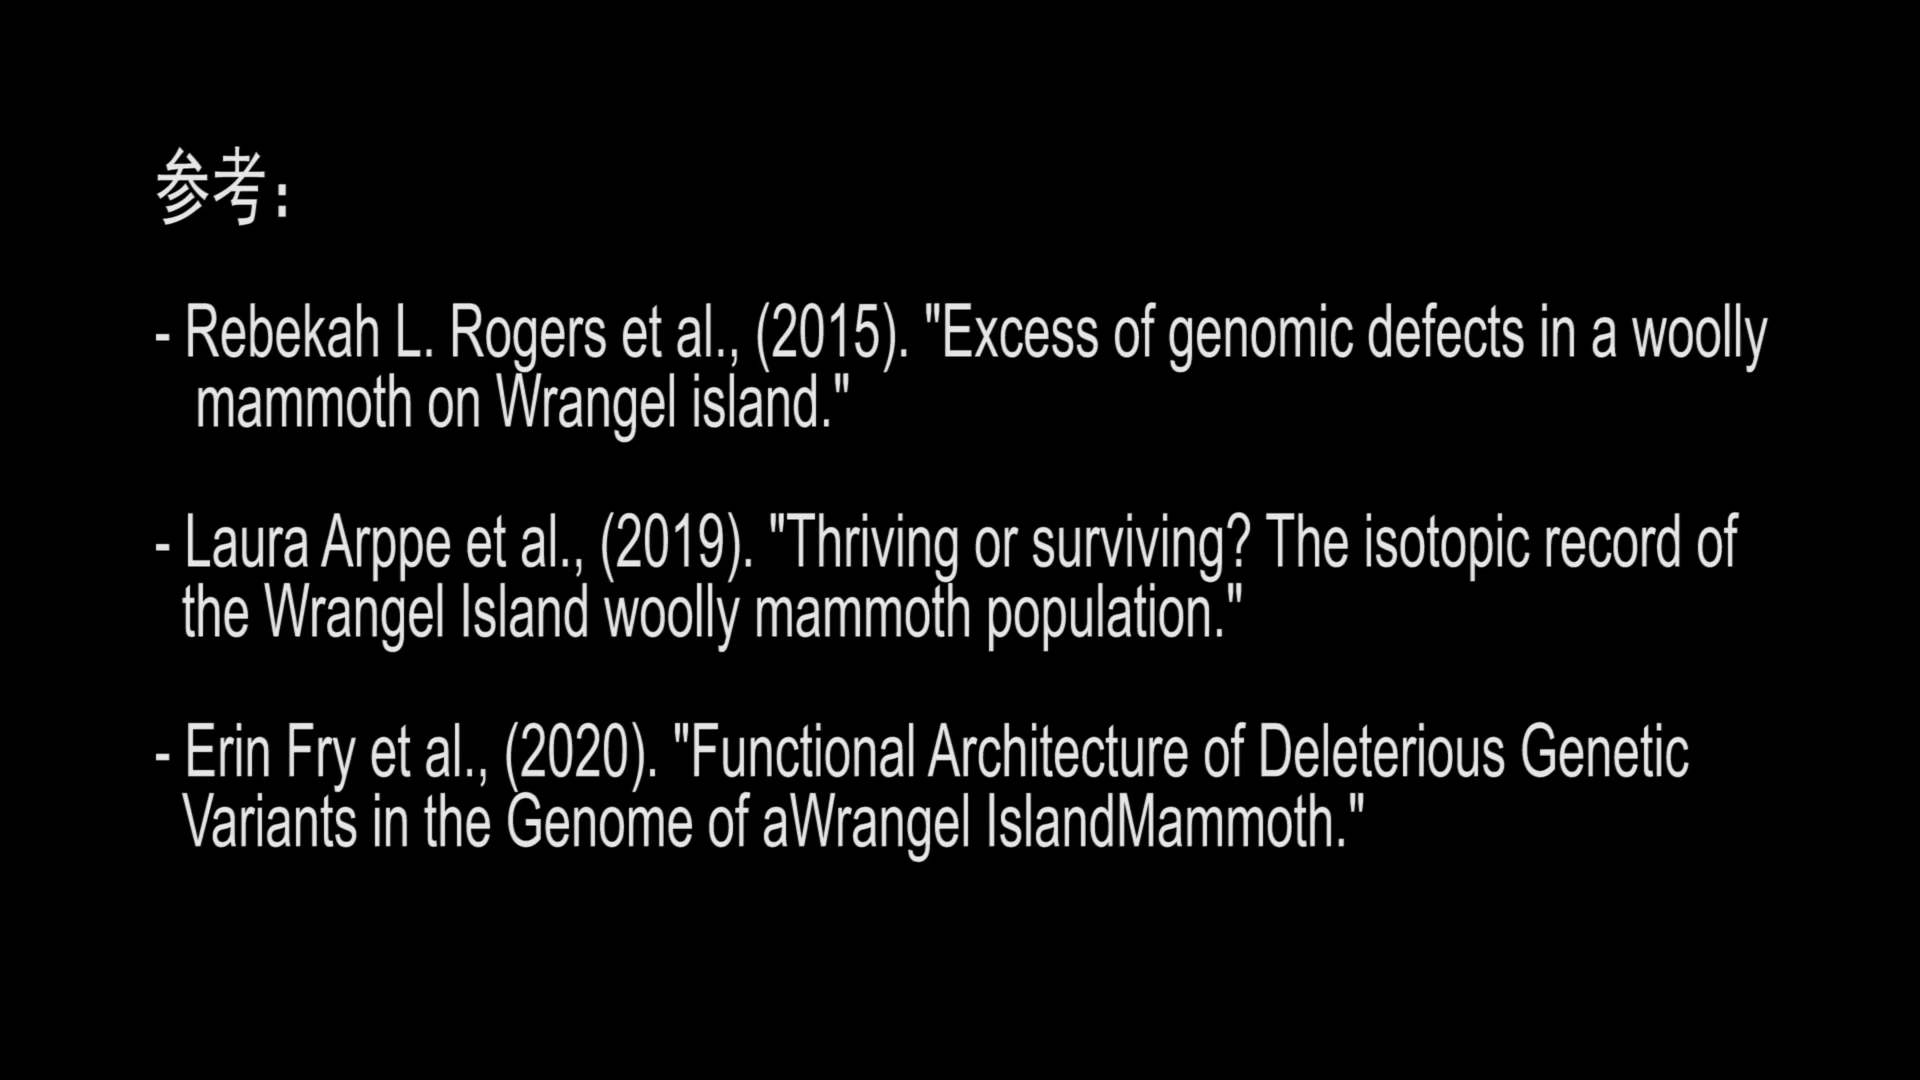 参考:
- Rebekah L. Rogers et al., (2015). "Excess of genomic defects in a woolly
mammoth on Wrangel island."
- Laura Arppe et al., (2019). "Thriving or surviving? The isotopic record of
the Wrangel Island woolly mammoth population."
- Erin Fry et al., (2020). "Functional Architecture of Deleterious Genetic
Variants in the Genome of aWrangel IslandMammoth."